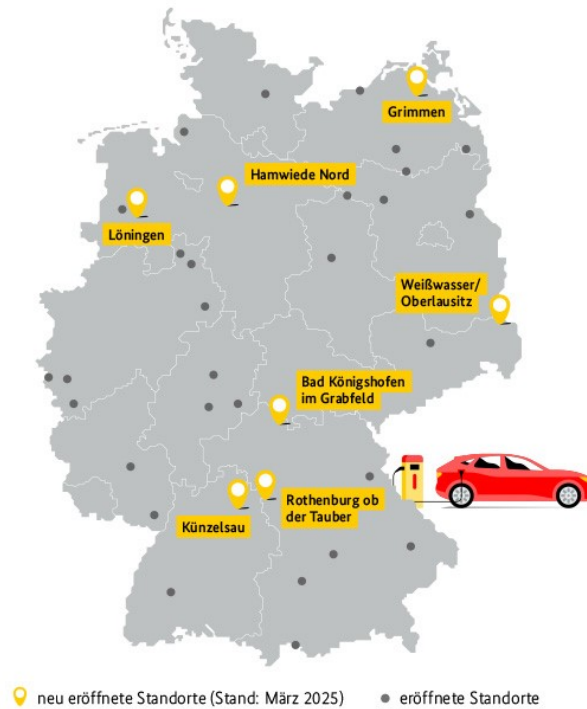 Grimmen
Hamwiede Nord
Löningen
Weißwasser/
Oberlausitz
Bad Königshofen
im Grabfeld
Rothenburg ob
der Tauber
Künzelsau
neu eröffnete Standorte (Stand: März 2025)
eröffnete Standorte